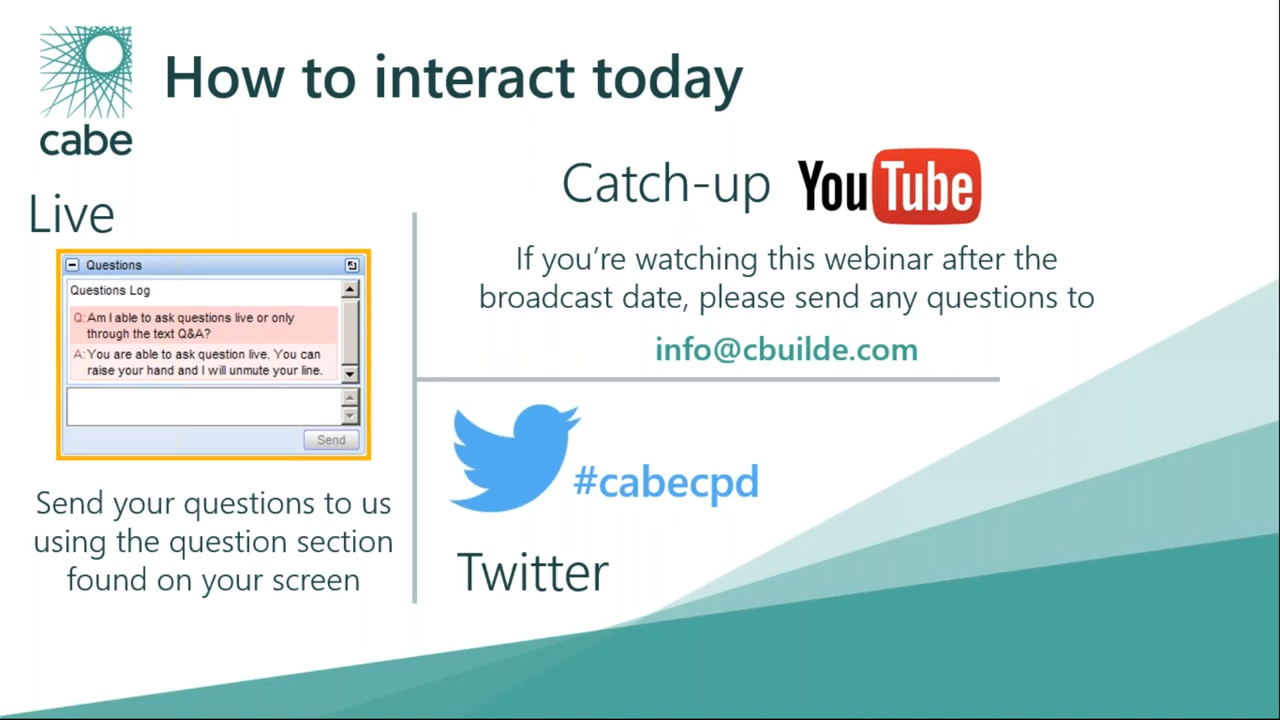 cabe
How to interact today
Live
Questions
Questions Log
Q: Am I able to ask questions live or only
through the text Q&A?
A: You are able to ask question live. You can
raise your hand and I will unmute your line.
Send
Send your questions to us
using the question section
found on your screen
Catch-up YouTube
If you’re watching this webinar after the
broadcast date, please send any questions to
info@cbuilde.com
#cabecpd
Twitter